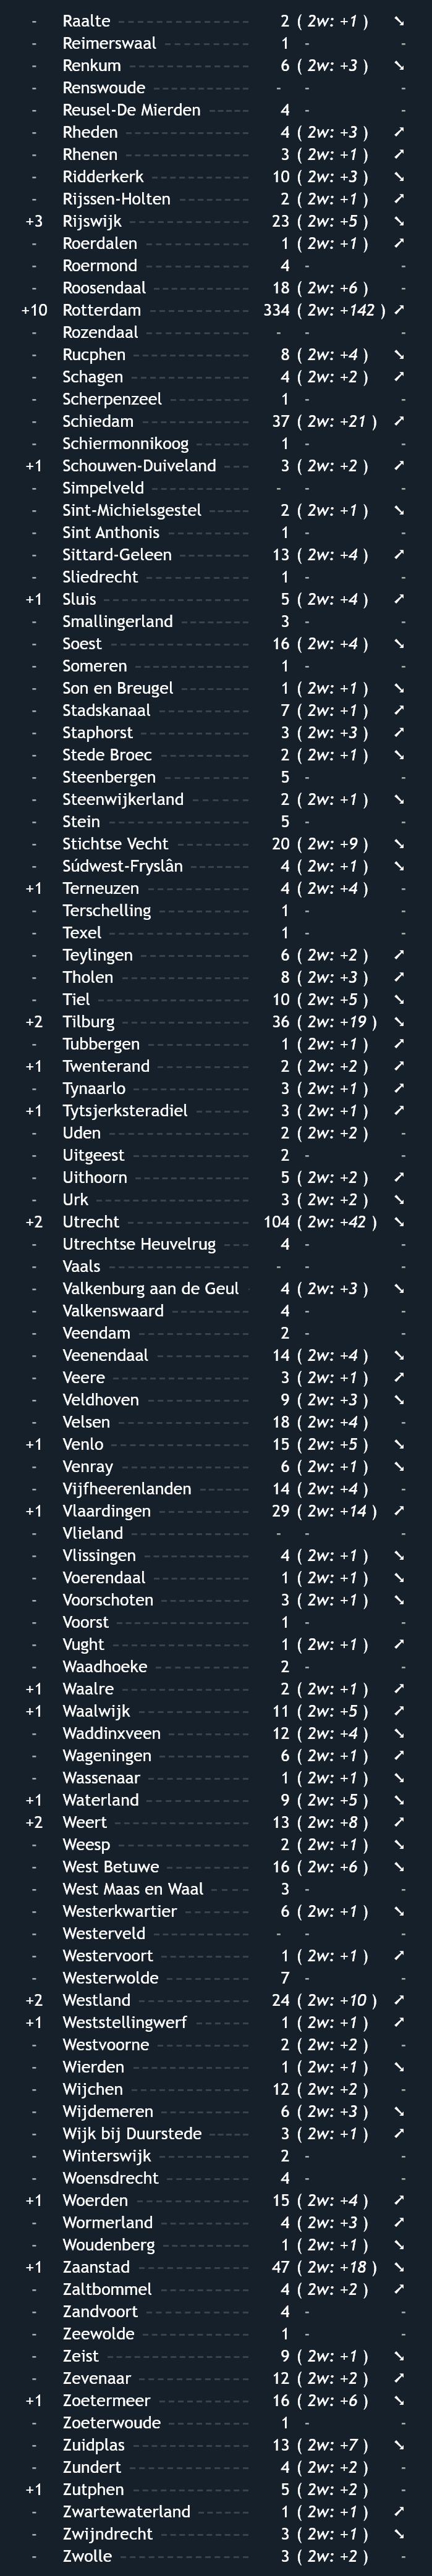 - Raalte 2 ( 2w: +1 ) ➘
- Reimerswaal 1 - -
- Renkum 6 ( 2w: +3 ) ➘
- Renswoude - - -
- Reusel-De Mierden 4 - -
- Rheden 4 ( 2w: +3 ) ➚
- Rhenen 3 ( 2w: +1 ) ➚
- Ridderkerk 10 ( 2w: +3 ) ➘
- Rijssen-Holten 2 ( 2w: +1 ) ➚
+3 Rijswijk 23 ( 2w: +5 ) ➘
- Roerdalen 1 ( 2w: +1 ) ➚
- Roermond 4 - -
- Roosendaal 18 ( 2w: +6 ) -
+10 Rotterdam 334 ( 2w: +142 ) ➚
- Rozendaal - - -
- Rucphen 8 ( 2w: +4 ) ➘
- Schagen 4 ( 2w: +2 ) ➚
- Scherpenzeel 1 - -
- Schiedam 37 ( 2w: +21 ) ➚
- Schiermonnikoog 1 - -
+1 Schouwen-Duiveland 3 ( 2w: +2 ) ➚
- Simpelveld - - -
- Sint-Michielsgestel 2 ( 2w: +1 ) ➘
- Sint Anthonis 1 - -
- Sittard-Geleen 13 ( 2w: +4 ) ➚
- Sliedrecht 1 - -
+1 Sluis 5 ( 2w: +4 ) ➚
- Smallingerland 3 - -
- Soest 16 ( 2w: +4 ) ➘
- Someren 1 - -
- Son en Breugel 1 ( 2w: +1 ) ➘
- Stadskanaal 7 ( 2w: +1 ) ➚
- Staphorst 3 ( 2w: +3 ) ➚
- Stede Broec 2 ( 2w: +1 ) ➘
- Steenbergen 5 - -
- Steenwijkerland 2 ( 2w: +1 ) ➘
- Stein 5 - -
- Stichtse Vecht 20 ( 2w: +9 ) ➘
- Súdwest-Fryslân 4 ( 2w: +1 ) ➘
+1 Terneuzen 4 ( 2w: +4 ) ➚
- Terschelling 1 - -
- Texel 1 - -
- Teylingen 6 ( 2w: +2 ) ➚
- Tholen 8 ( 2w: +3 ) ➚
- Tiel 10 ( 2w: +5 ) ➘
+2 Tilburg 36 ( 2w: +19 ) ➘
- Tubbergen 1 ( 2w: +1 ) ➚
+1 Twenterand 2 ( 2w: +2 ) ➚
- Tynaarlo 3 ( 2w: +1 ) ➚
+1 Tytsjerksteradiel 3 ( 2w: +1 ) ➚
- Uden 2 ( 2w: +2 ) -
- Uitgeest 2 - -
- Uithoorn 5 ( 2w: +2 ) ➚
- Urk 3 ( 2w: +2 ) ➘
+2 Utrecht 104 ( 2w: +42 ) ➘
- Utrechtse Heuvelrug 4 - -
- Vaals - - -
- Valkenburg aan de Geul 4 ( 2w: +3 ) ➘
- Valkenswaard 4 - -
- Veendam 2 - -
- Veenendaal 14 ( 2w: +4 ) ➘
- Veere 3 ( 2w: +1 ) ➚
- Veldhoven 9 ( 2w: +3 ) ➘
- Velsen 18 ( 2w: +4 ) -
+1 Venlo 15 ( 2w: +5 ) ➘
- Venray 6 ( 2w: +1 ) ➘
- Vijfheerenlanden 14 ( 2w: +4 ) -
+1 Vlaardingen 29 ( 2w: +14 ) ➚
- Vlieland - - -
- Vlissingen 4 ( 2w: +1 ) ➘
- Voerendaal 1 ( 2w: +1 ) ➘
- Voorschoten 3 ( 2w: +1 ) ➘
- Voorst 1 - -
- Vught 1 ( 2w: +1 ) ➚
- Waadhoeke 2 - -
+1 Waalre 2 ( 2w: +1 ) ➚
+1 Waalwijk 11 ( 2w: +5 ) ➚
- Waddinxveen 12 ( 2w: +4 ) ➘
- Wageningen 6 ( 2w: +1 ) ➚
- Wassenaar 1 ( 2w: +1 ) ➘
+1 Waterland 9 ( 2w: +5 ) ➘
+2 Weert 13 ( 2w: +8 ) ➚
- Weesp 2 ( 2w: +1 ) ➘
- West Betuwe 16 ( 2w: +6 ) ➘
- West Maas en Waal 3 - -
- Westerkwartier 6 ( 2w: +1 ) ➘
- Westerveld - - -
- Westervoort 1 ( 2w: +1 ) ➚
- Westerwolde 7 - -
+2 Westland 24 ( 2w: +10 ) ➚
+1 Weststellingwerf 1 ( 2w: +1 ) ➚
- Westvoorne 2 ( 2w: +2 ) -
- Wierden 1 ( 2w: +1 ) ➘
- Wijchen 12 ( 2w: +2 ) -
- Wijdemeren 6 ( 2w: +3 ) ➘
- Wijk bij Duurstede 3 ( 2w: +1 ) ➚
- Winterswijk 2 - -
- Woensdrecht 4 - -
+1 Woerden 15 ( 2w: +4 ) ➚
- Wormerland 4 ( 2w: +3 ) ➚
- Woudenberg 1 ( 2w: +1 ) ➘
+1 Zaanstad 47 ( 2w: +18 ) ➘
- Zaltbommel 4 ( 2w: +2 ) ➚
- Zandvoort 4 - -
- Zeewolde 1 - -
- Zeist 9 ( 2w: +1 ) ➘
- Zevenaar 12 ( 2w: +2 ) ➚
+1 Zoetermeer 16 ( 2w: +6 ) ➘
- Zoeterwoude 1 - -
- Zuidplas 13 ( 2w: +7 ) ➘
- Zundert 4 ( 2w: +2 ) -
+1 Zutphen 5 ( 2w: +2 ) -
- Zwartewaterland 1 ( 2w: +1 ) ➚
- Zwijndrecht 3 ( 2w: +1 ) ➘
- Zwolle 3 ( 2w: +2 ) -